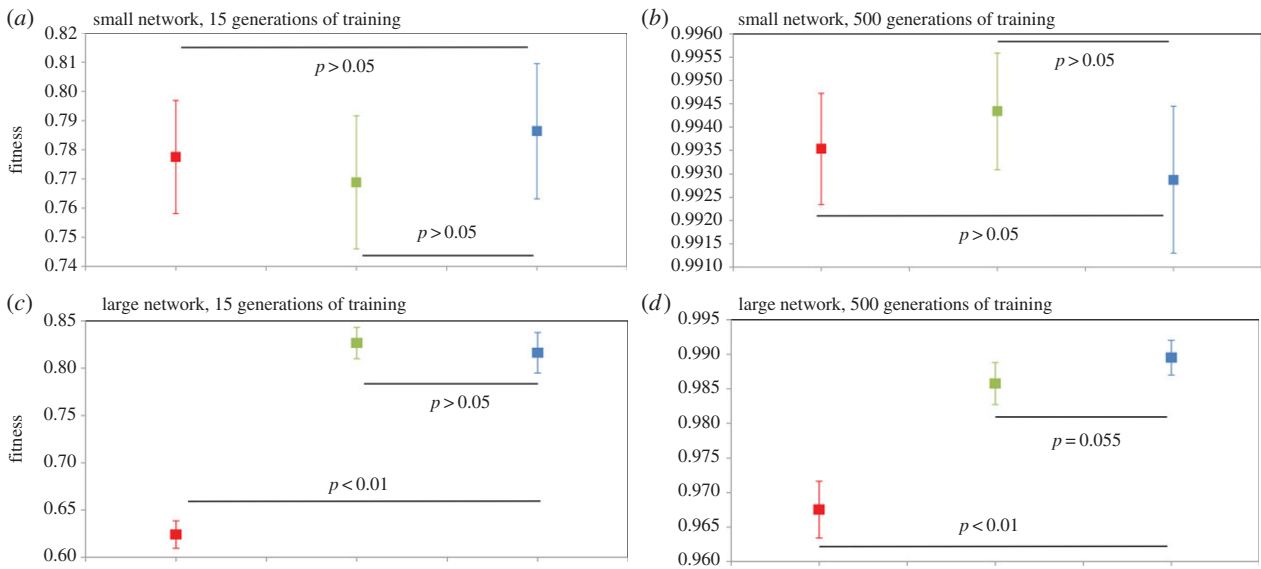 (a) small network, 15 generations of training
0.82
0.81
0.80
0.79
0.78
0.77
0.76
0.75
0.74
fitness
p > 0.05
p > 0.05
(b) small network, 500 generations of training
0.9960
0.9955
0.9950
0.9945
0.9940
0.9935
0.9930
0.9925
0.9920
0.9915
0.9910
p > 0.05
p > 0.05
(c) large network, 15 generations of training
0.85
0.80
0.75
0.70
0.65
0.60
fitness
p > 0.05
p < 0.01
(d) large network, 500 generations of training
0.995
0.990
0.985
0.980
0.975
0.970
0.965
0.960
p = 0.055
p < 0.01